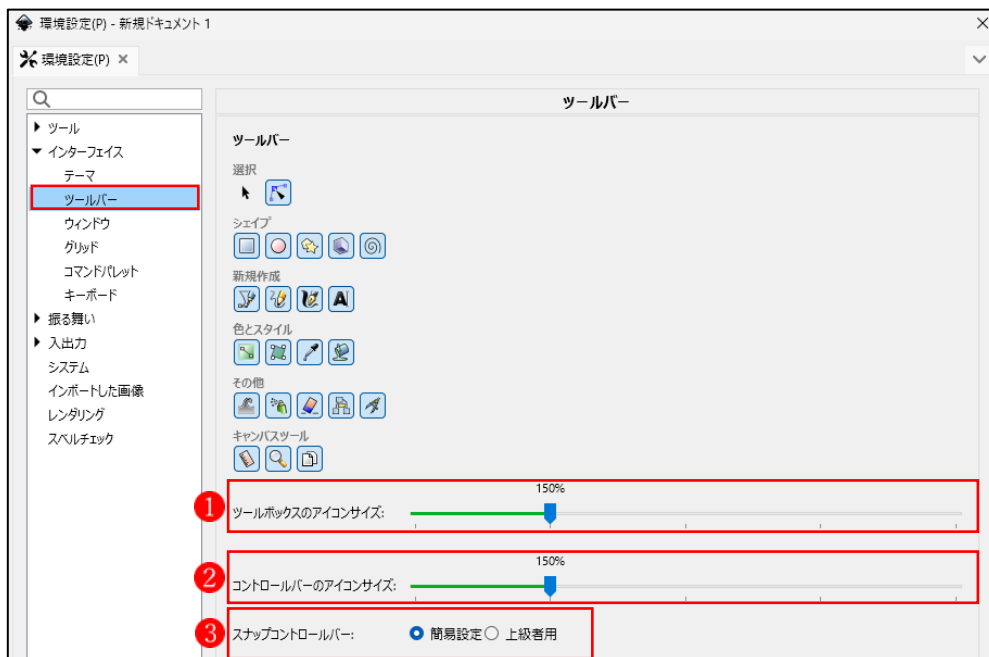 環境設定(P) - 新規ドキュメント 1
環境設定(P)
ツールバー
ツール
インターフェイス
テーマ
ツールバー
ウィンドウ
グリッド
コマンドパレット
キーボード
振る舞い
入出力
システム
インポートした画像
レンダリング
スペルチェック
ツールバー
選択
シェイプ
新規作成
色とスタイル
その他
キャンバスツール
150%
1 ツールボックスのアイコンサイズ:
150%
2 コントロールバーのアイコンサイズ:
3 スナップコントロールバー: 簡易設定 上級者用